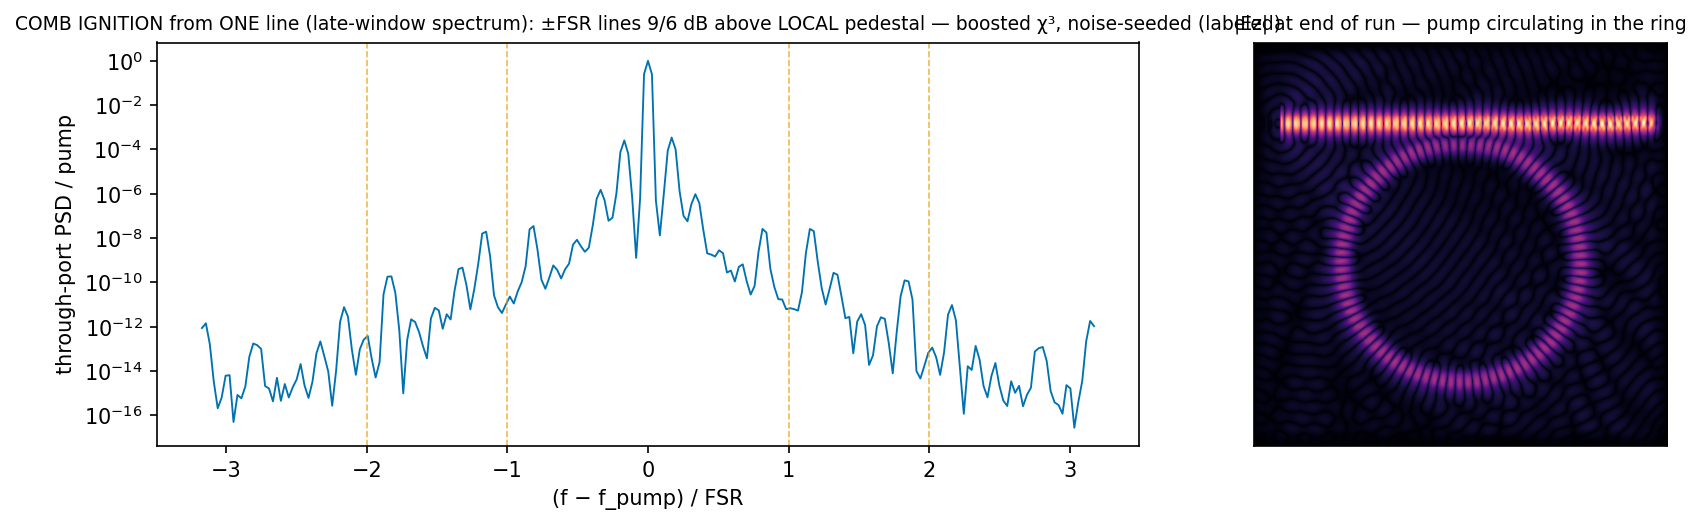 COMB IGNITION from ONE line (late-window spectrum): ±FSR lines 9/6 dB above LOCAL pedestal — boosted χ³, noise-seeded (labeled)
|Ez| at end of run — pump circulating in the ring
through-port PSD / pump
10⁰
10⁻²
10⁻⁴
10⁻⁶
10⁻⁸
10⁻¹⁰
10⁻¹²
10⁻¹⁴
10⁻¹⁶
−3 −2 −1 0 1 2 3
(f − f_pump) / FSR